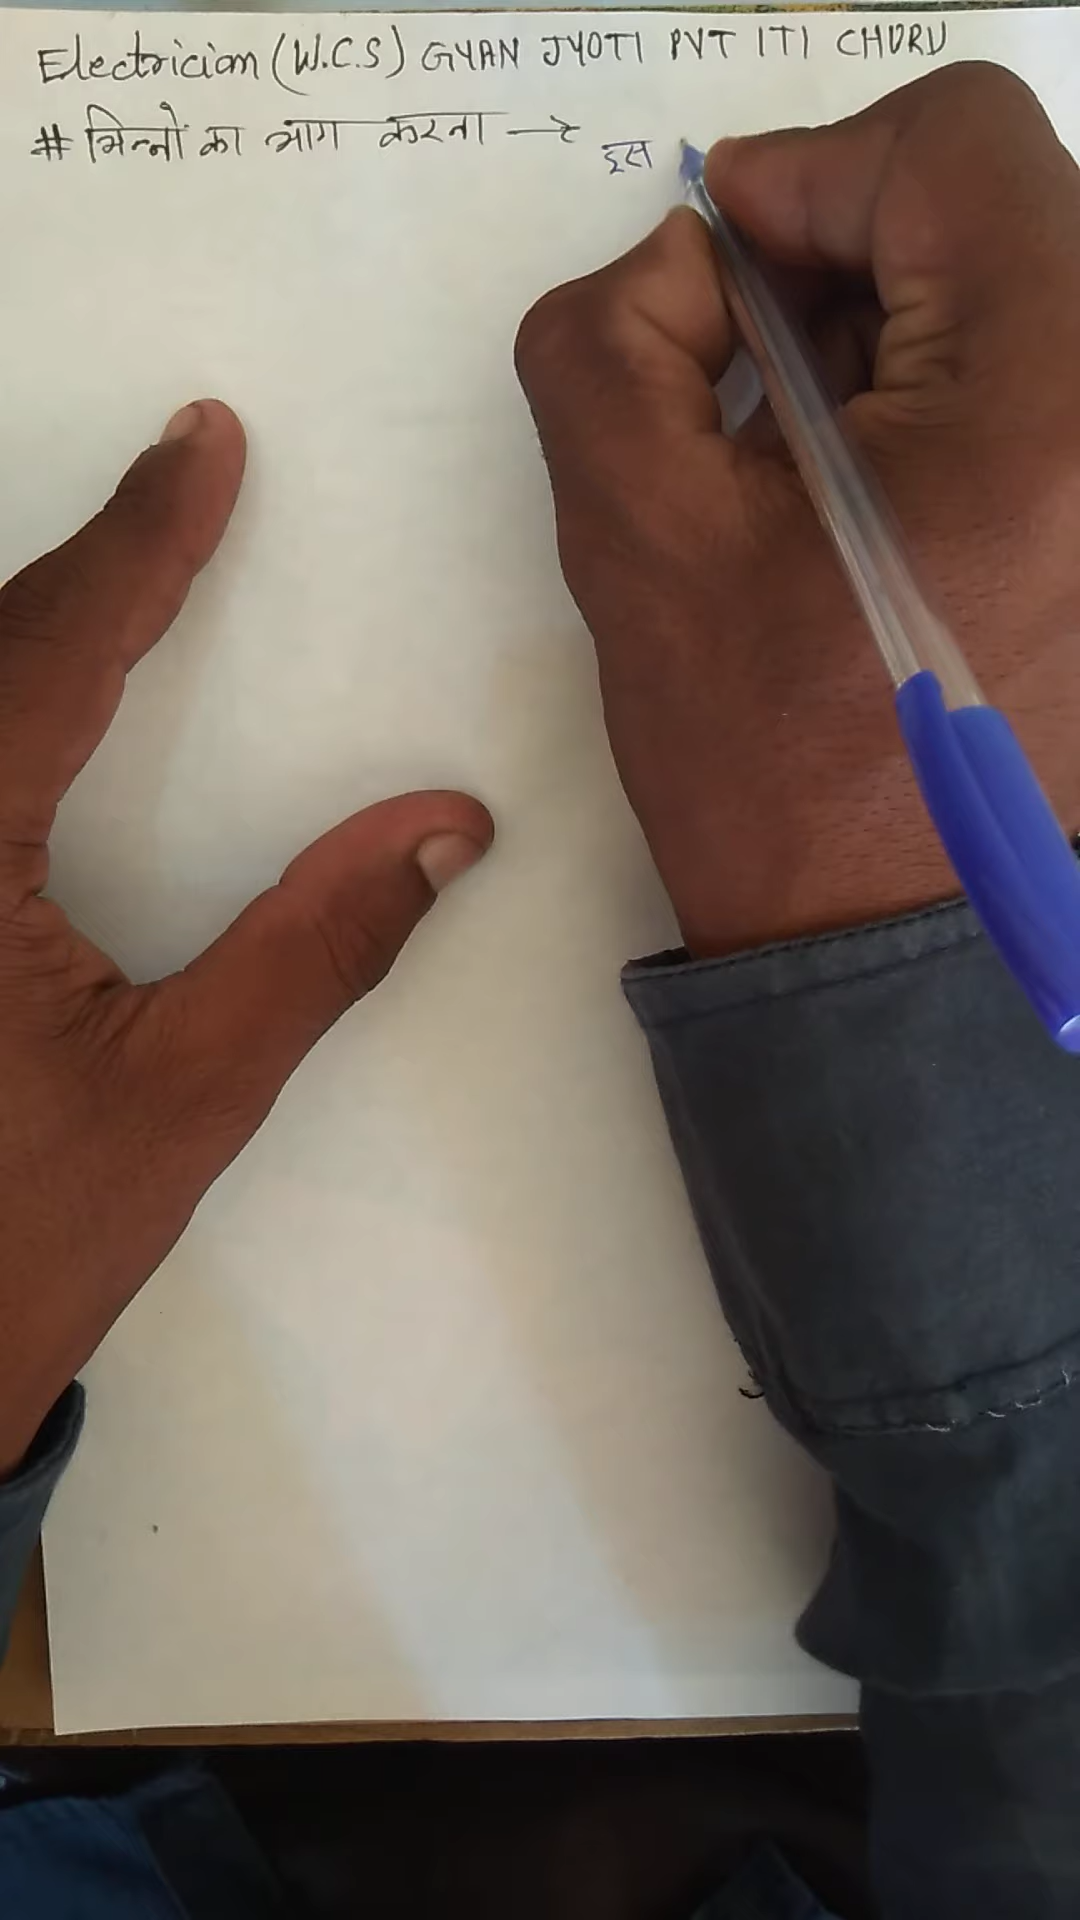 Electrician (W.C.S) GYAN JYOTI PVT ITI CHURU
# भिन्नों का भाग करना → इस